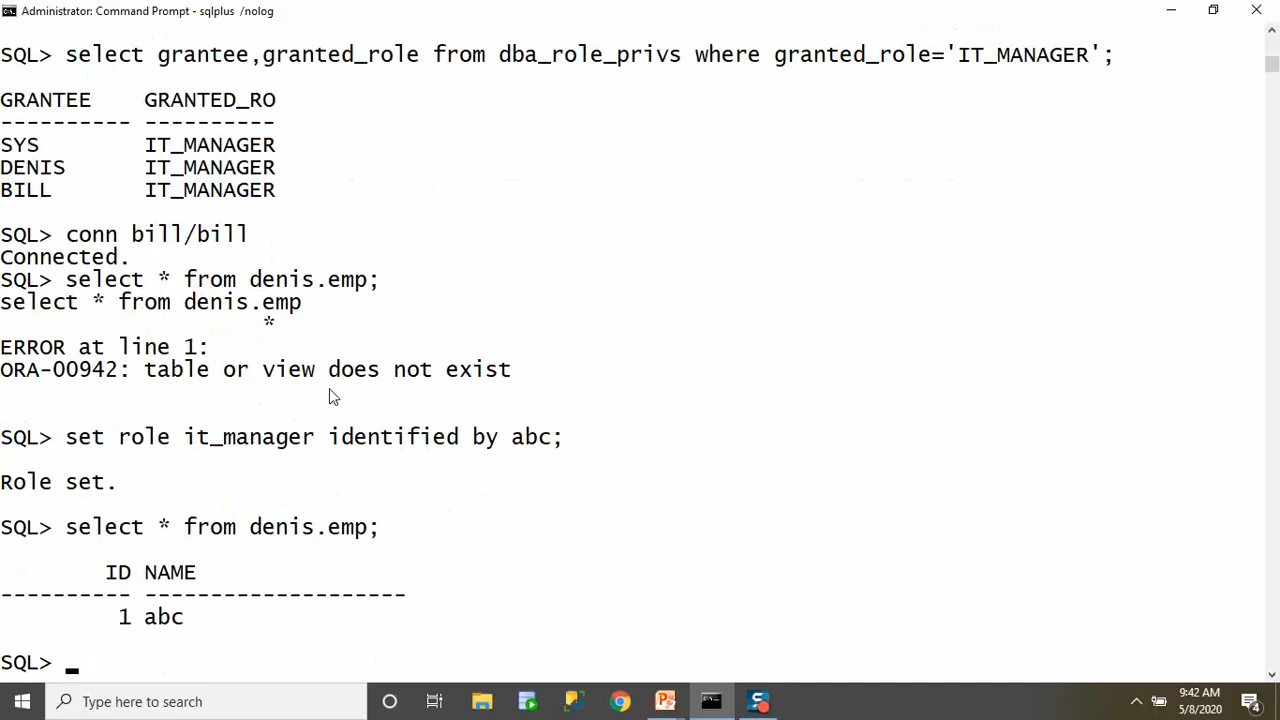 Administrator: Command Prompt - sqlplus /nolog
SQL> select grantee,granted_role from dba_role_privs where granted_role='IT_MANAGER';
GRANTEE    GRANTED_RO
---------- ----------
SYS        IT_MANAGER
DENIS      IT_MANAGER
BILL       IT_MANAGER
SQL> conn bill/bill
Connected.
SQL> select * from denis.emp;
select * from denis.emp
*
ERROR at line 1:
ORA-00942: table or view does not exist
SQL> set role it_manager identified by abc;
Role set.
SQL> select * from denis.emp;
ID NAME
---------- --------------------
1 abc
SQL>
Type here to search
9:42 AM
5/8/2020
4